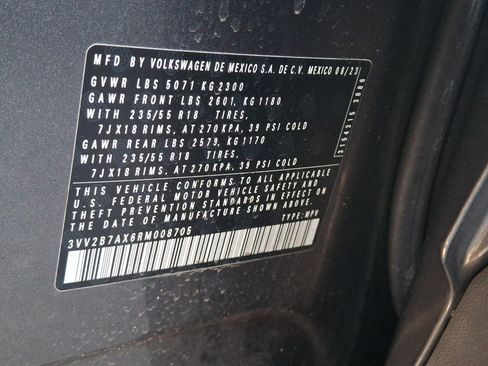 MFD BY VOLKSWAGEN DE MEXICO S.A. DE C.V. MEXICO 08/23
GVWR LBS 5071 KG 2300
GAWR FRONT LBS 2601, KG 1180
WITH 235/55 R18 TIRES,
7JX18 RIMS, AT 270 KPA, 39 PSI COLD
GAWR REAR LBS 2579, KG 1170
WITH 235/55 R18 TIRES,
7JX18 RIMS, AT 270 KPA, 39 PSI COLD
THIS VEHICLE CONFORMS TO ALL APPLICABLE
U.S. FEDERAL MOTOR VEHICLE SAFETY AND
THEFT PREVENTION STANDARDS IN EFFECT ON
THE DATE OF MANUFACTURE SHOWN ABOVE.
3VV2B7AX6RM008705 TYPE: MPV